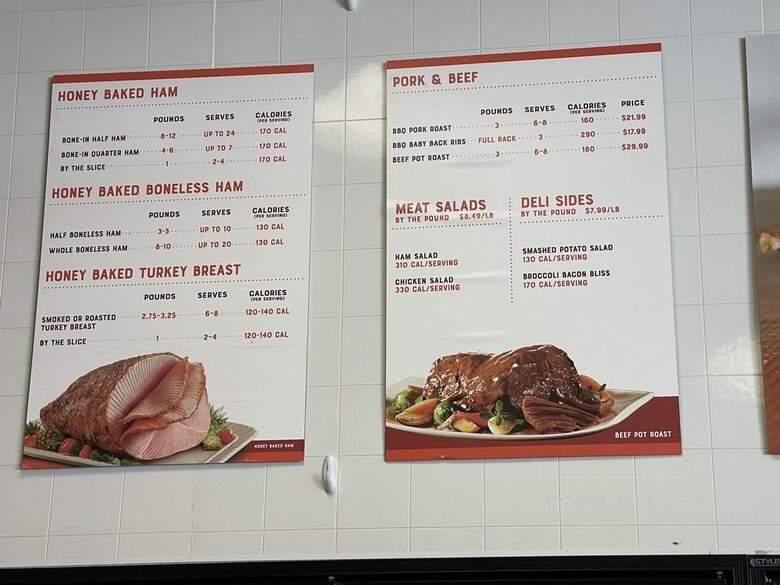 HONEY BAKED HAM
POUNDS SERVES CALORIES
(PER SERVING)
BONE-IN HALF HAM 8-12 UP TO 24 170 CAL
BONE-IN QUARTER HAM 4-6 UP TO 7 170 CAL
BY THE SLICE 1 2-4 170 CAL
HONEY BAKED BONELESS HAM
POUNDS SERVES CALORIES
(PER SERVING)
HALF BONELESS HAM 3-5 UP TO 10 130 CAL
WHOLE BONELESS HAM 8-10 UP TO 20 130 CAL
HONEY BAKED TURKEY BREAST
POUNDS SERVES CALORIES
(PER SERVING)
SMOKED OR ROASTED 2.75-3.25 6-8 120-140 CAL
TURKEY BREAST
BY THE SLICE 1 2-4 120-140 CAL
HONEY BAKED HAM
PORK & BEEF
POUNDS SERVES CALORIES PRICE
(PER SERVING)
BBQ PORK ROAST 3 6-8 160 $21.99
BBQ BABY BACK RIBS FULL RACK 3 290 $17.99
BEEF POT ROAST 3 6-8 180 $29.99
MEAT SALADS
BY THE POUND $8.49/LB
HAM SALAD
310 CAL/SERVING
CHICKEN SALAD
330 CAL/SERVING
DELI SIDES
BY THE POUND $7.99/LB
SMASHED POTATO SALAD
130 CAL/SERVING
BROCCOLI BACON BLISS
170 CAL/SERVING
BEEF POT ROAST